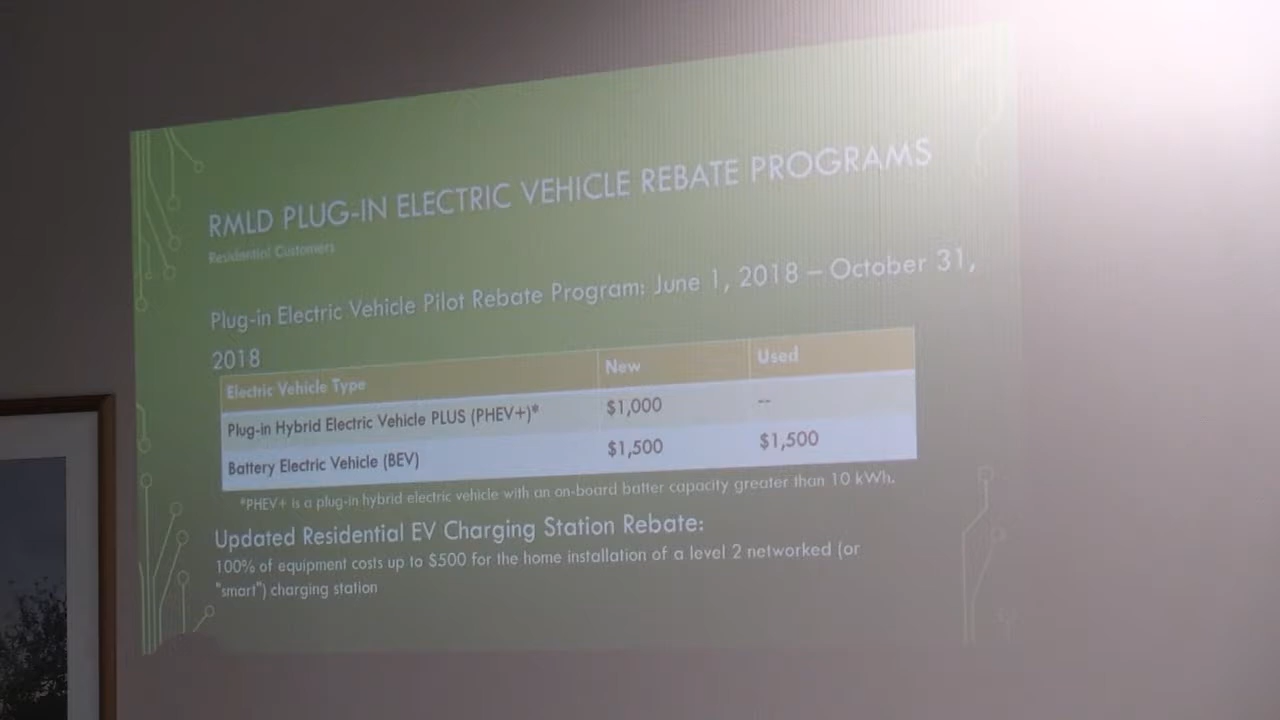 RMLD PLUG-IN ELECTRIC VEHICLE REBATE PROGRAMS
Residential Customers
Plug-in Electric Vehicle Pilot Rebate Program: June 1, 2018 – October 31,
2018
Electric Vehicle Type New Used
Plug-in Hybrid Electric Vehicle PLUS (PHEV+)* $1,000 --
Battery Electric Vehicle (BEV) $1,500 $1,500
*PHEV+ is a plug-in hybrid electric vehicle with an on-board batter capacity greater than 10 kWh.
Updated Residential EV Charging Station Rebate:
100% of equipment costs up to $500 for the home installation of a level 2 networked (or
"smart") charging station